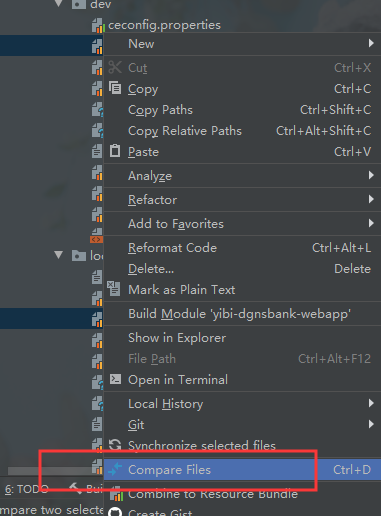 dev
ceconfig.properties
New
Cut Ctrl+X
Copy Ctrl+C
Copy Paths Ctrl+Shift+C
Copy Relative Paths Ctrl+Alt+Shift+C
Paste Ctrl+V
Analyze
Refactor
Add to Favorites
Reformat Code Ctrl+Alt+L
Delete... Delete
Mark as Plain Text
Build Module 'yibi-dgnsbank-webapp'
Show in Explorer
File Path Ctrl+Alt+F12
Open in Terminal
Local History
Git
Synchronize selected files
Compare Files Ctrl+D
6: TODO Bui
Combine to Resource Bundle
ompare two selecte
Create Gist